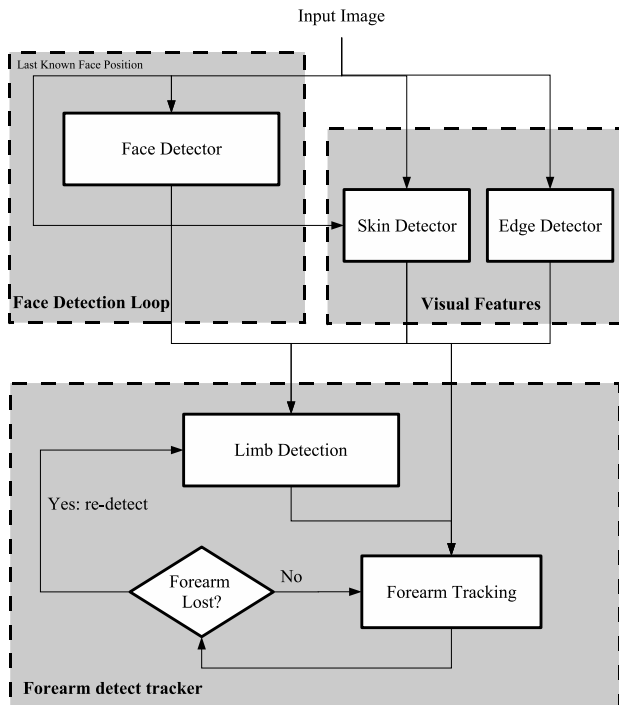 Input Image
Last Known Face Position
Face Detector
Skin Detector
Edge Detector
Face Detection Loop
Visual Features
Limb Detection
Yes: re-detect
Forearm
Lost?
No
Forearm Tracking
Forearm detect tracker